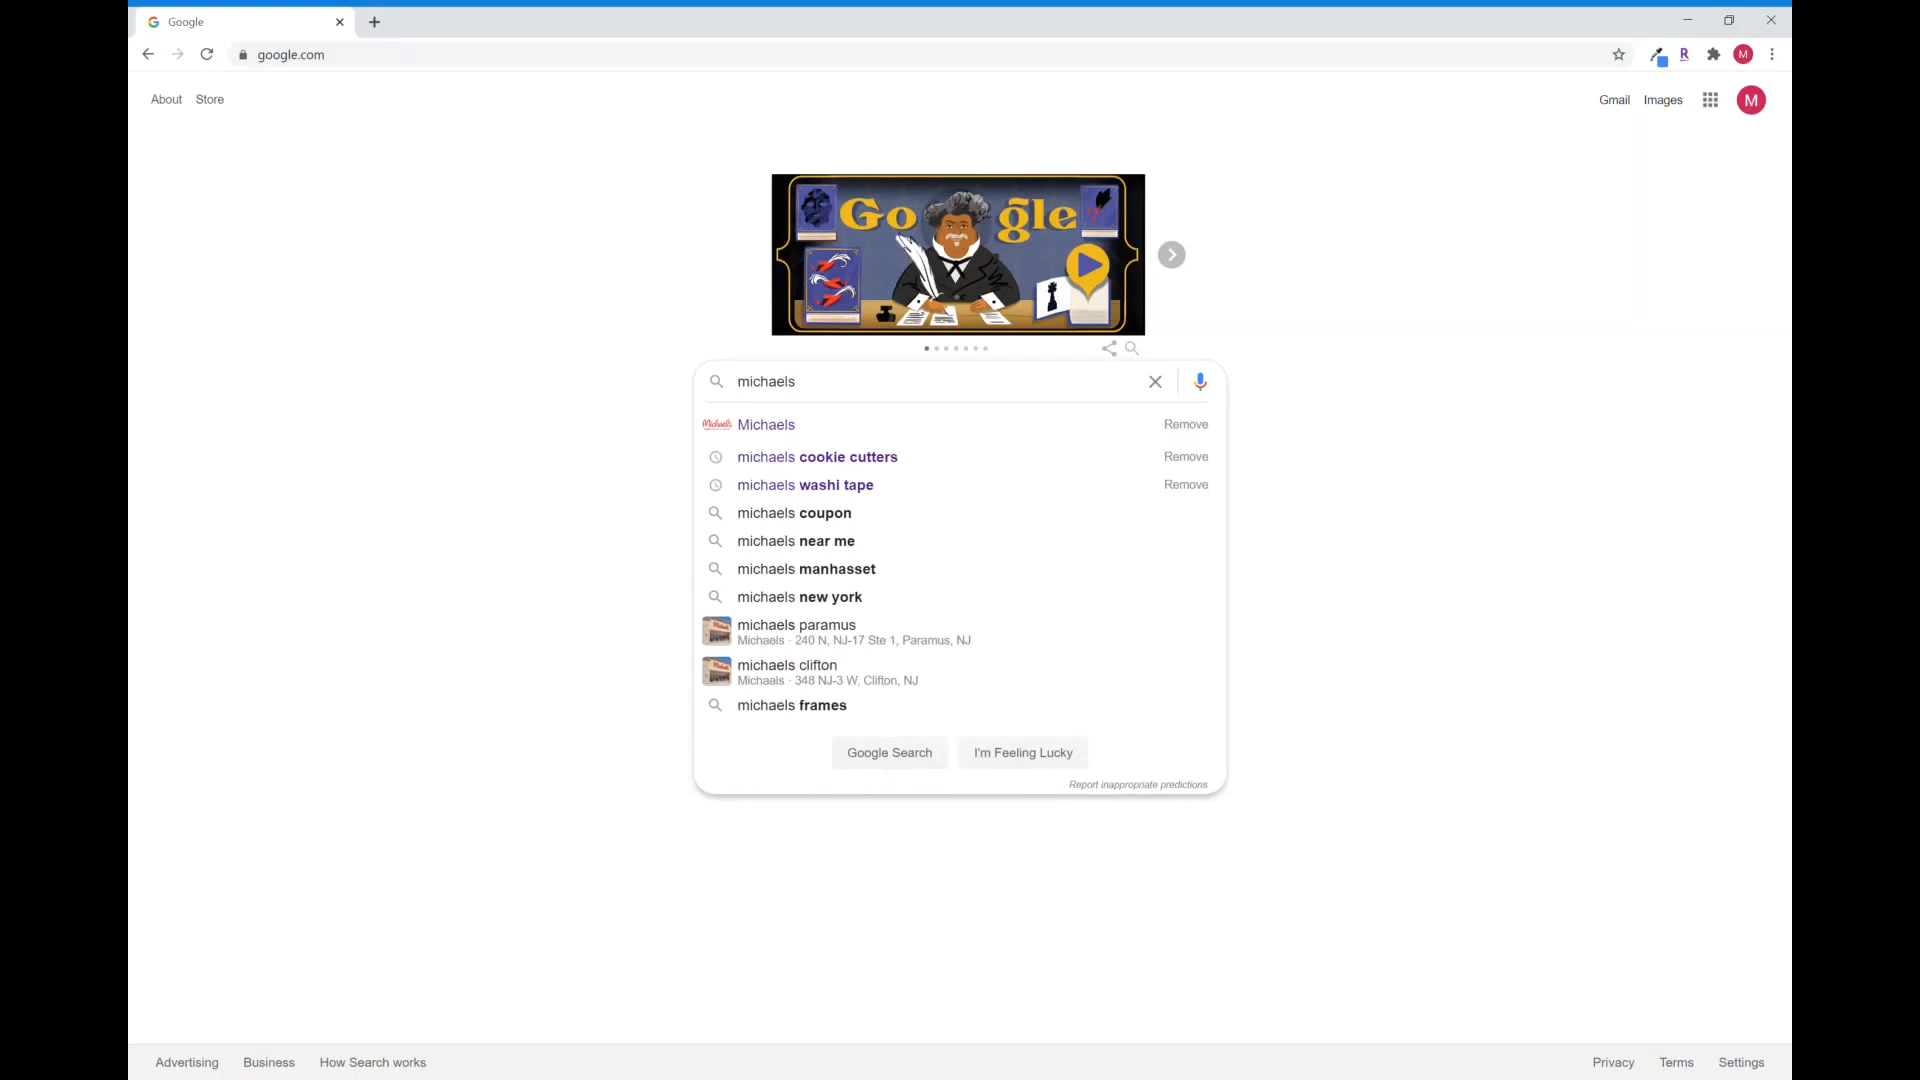 Google
google.com
R
M
About
Store
Gmail
Images
M
Google
michaels
Michaels
Michaels
Remove
michaels cookie cutters
Remove
michaels washi tape
Remove
michaels coupon
michaels near me
michaels manhasset
michaels new york
michaels paramus
Michaels · 240 N, NJ-17 Ste 1, Paramus, NJ
michaels clifton
Michaels · 348 NJ-3 W, Clifton, NJ
michaels frames
Google Search
I'm Feeling Lucky
Report inappropriate predictions
Advertising
Business
How Search works
Privacy
Terms
Settings